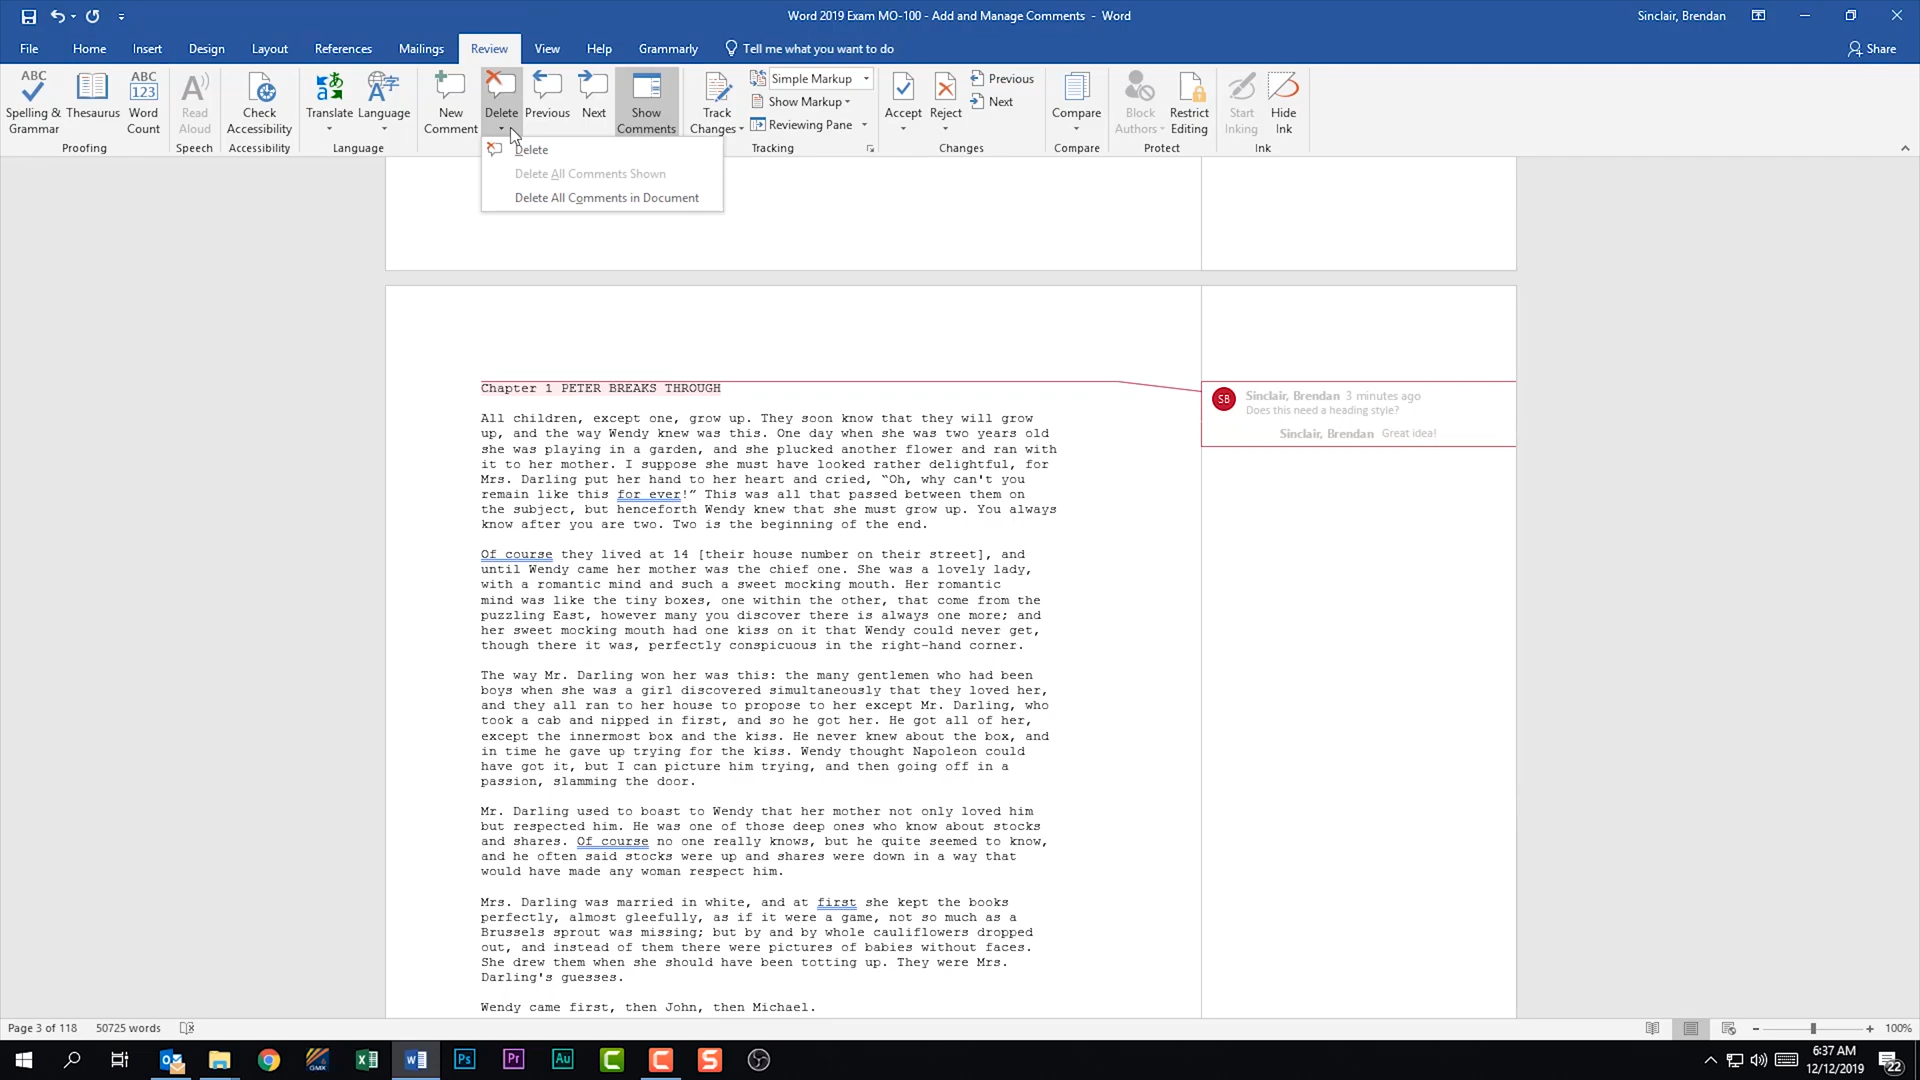 Word 2019 Exam MO-100 - Add and Manage Comments - Word
Sinclair, Brendan
File Home Insert Design Layout References Mailings Review View Help Grammarly Tell me what you want to do
Share
ABC Spelling & Grammar
Thesaurus
ABC 123 Word Count
Read Aloud
Check Accessibility
Translate
Language
New Comment
Delete
Previous
Next
Show Comments
Track Changes
Simple Markup
Show Markup
Reviewing Pane
Accept
Reject
Previous
Next
Compare
Block Authors
Restrict Editing
Start Inking
Hide Ink
Proofing Speech Accessibility Language Tracking Changes Compare Protect Ink
Delete
Delete All Comments Shown
Delete All Comments in Document
Chapter 1 PETER BREAKS THROUGH
All children, except one, grow up. They soon know that they will grow
up, and the way Wendy knew was this. One day when she was two years old
she was playing in a garden, and she plucked another flower and ran with
it to her mother. I suppose she must have looked rather delightful, for
Mrs. Darling put her hand to her heart and cried, “Oh, why can't you
remain like this for ever!” This was all that passed between them on
the subject, but henceforth Wendy knew that she must grow up. You always
know after you are two. Two is the beginning of the end.
Of course they lived at 14 [their house number on their street], and
until Wendy came her mother was the chief one. She was a lovely lady,
with a romantic mind and such a sweet mocking mouth. Her romantic
mind was like the tiny boxes, one within the other, that come from the
puzzling East, however many you discover there is always one more; and
her sweet mocking mouth had one kiss on it that Wendy could never get,
though there it was, perfectly conspicuous in the right-hand corner.
The way Mr. Darling won her was this: the many gentlemen who had been
boys when she was a girl discovered simultaneously that they loved her,
and they all ran to her house to propose to her except Mr. Darling, who
took a cab and nipped in first, and so he got her. He got all of her,
except the innermost box and the kiss. He never knew about the box, and
in time he gave up trying for the kiss. Wendy thought Napoleon could
have got it, but I can picture him trying, and then going off in a
passion, slamming the door.
Mr. Darling used to boast to Wendy that her mother not only loved him
but respected him. He was one of those deep ones who know about stocks
and shares. Of course no one really knows, but he quite seemed to know,
and he often said stocks were up and shares were down in a way that
would have made any woman respect him.
Mrs. Darling was married in white, and at first she kept the books
perfectly, almost gleefully, as if it were a game, not so much as a
Brussels sprout was missing; but by and by whole cauliflowers dropped
out, and instead of them there were pictures of babies without faces.
She drew them when she should have been totting up. They were Mrs.
Darling's guesses.
Wendy came first, then John, then Michael.
SB Sinclair, Brendan 3 minutes ago
Does this need a heading style?
Sinclair, Brendan Great idea!
Page 3 of 118 50725 words
100%
GMX
Ps Pr Au
6:37 AM
12/12/2019
22